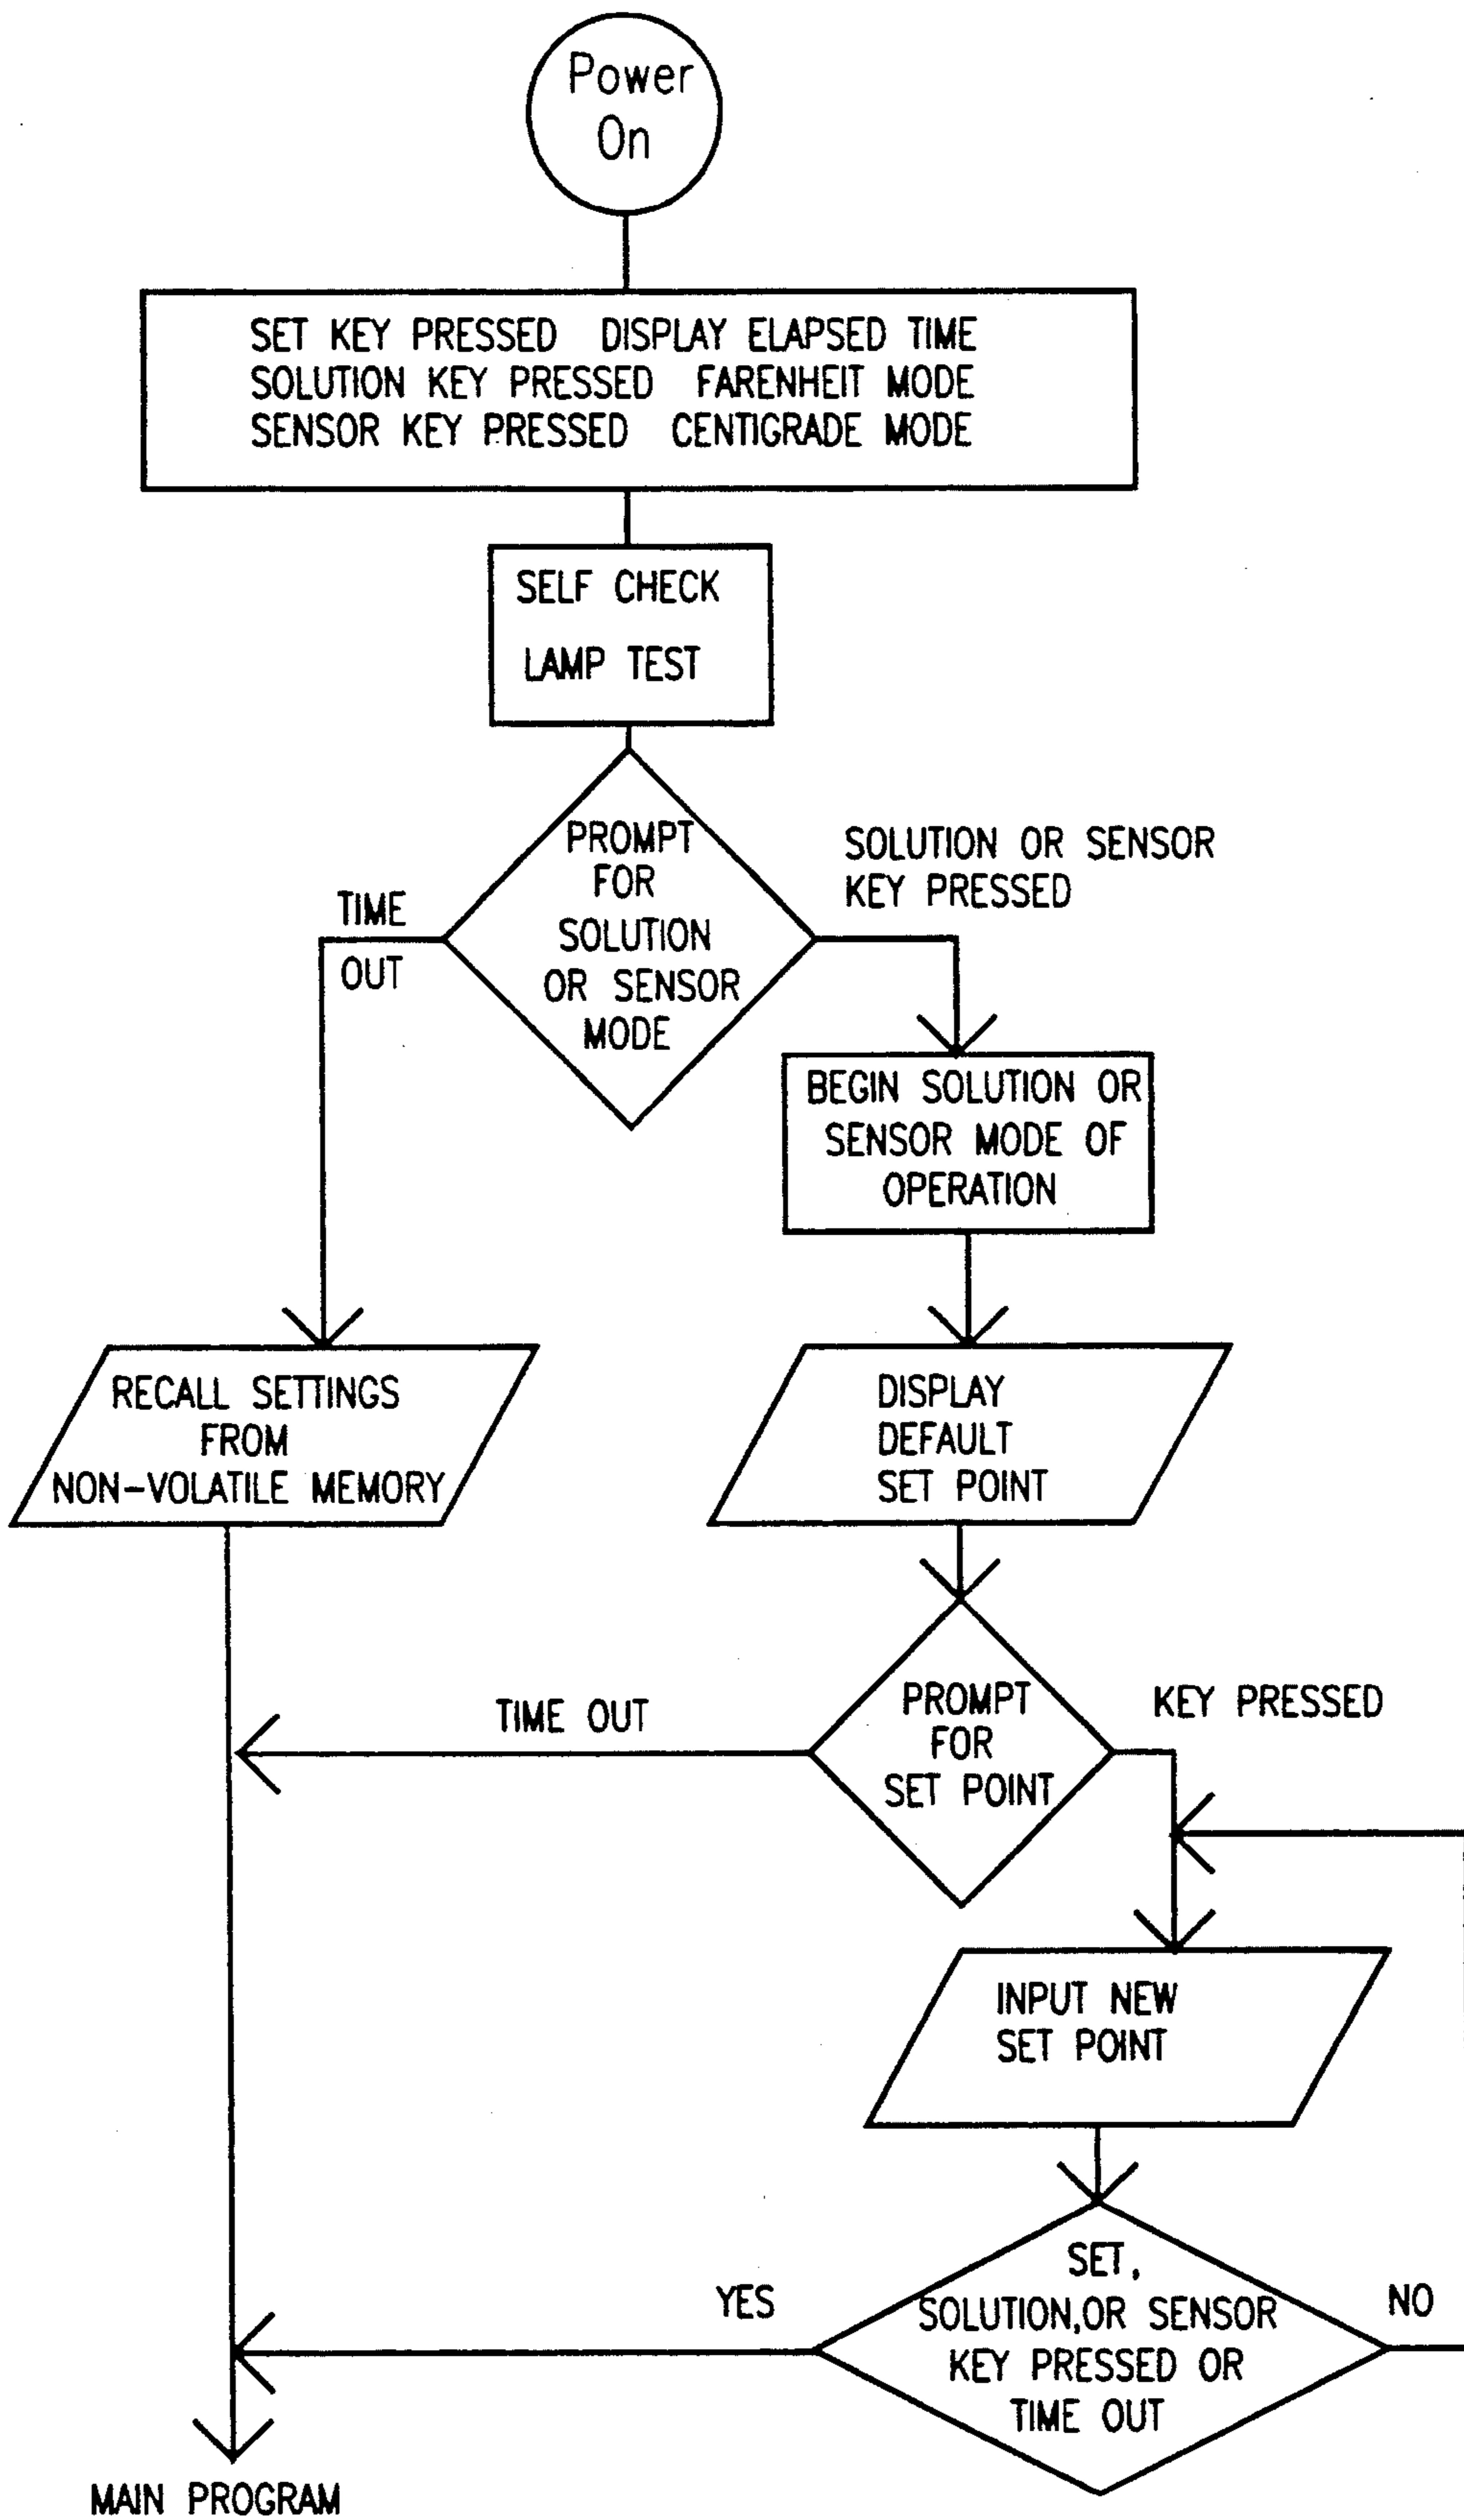 Power
On
SET KEY PRESSED DISPLAY ELAPSED TIME
SOLUTION KEY PRESSED FARENHEIT MODE
SENSOR KEY PRESSED CENTIGRADE MODE
SELF CHECK
LAMP TEST
PROMPT
FOR
SOLUTION
OR SENSOR
MODE
SOLUTION OR SENSOR
KEY PRESSED
TIME
OUT
BEGIN SOLUTION OR
SENSOR MODE OF
OPERATION
RECALL SETTINGS
FROM
NON-VOLATILE MEMORY
DISPLAY
DEFAULT
SET POINT
TIME OUT
PROMPT
FOR
SET POINT
KEY PRESSED
INPUT NEW
SET POINT
YES
SET,
SOLUTION,OR SENSOR
KEY PRESSED OR
TIME OUT
NO
MAIN PROGRAM